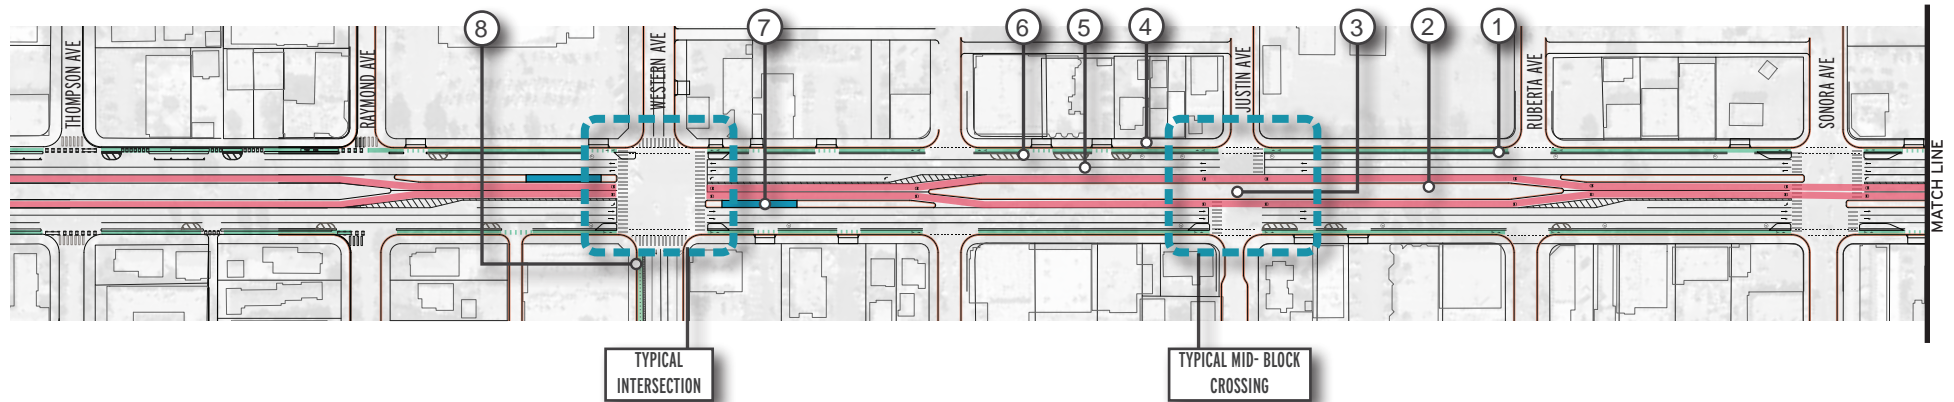 8
7
6
5
4
3
2
1
THOMPSON AVE
RAYMOND AVE
WESTERN AVE
JUSTIN AVE
RUBERTA AVE
SONORA AVE
MATCH LINE
TYPICAL
INTERSECTION
TYPICAL MID- BLOCK
CROSSING